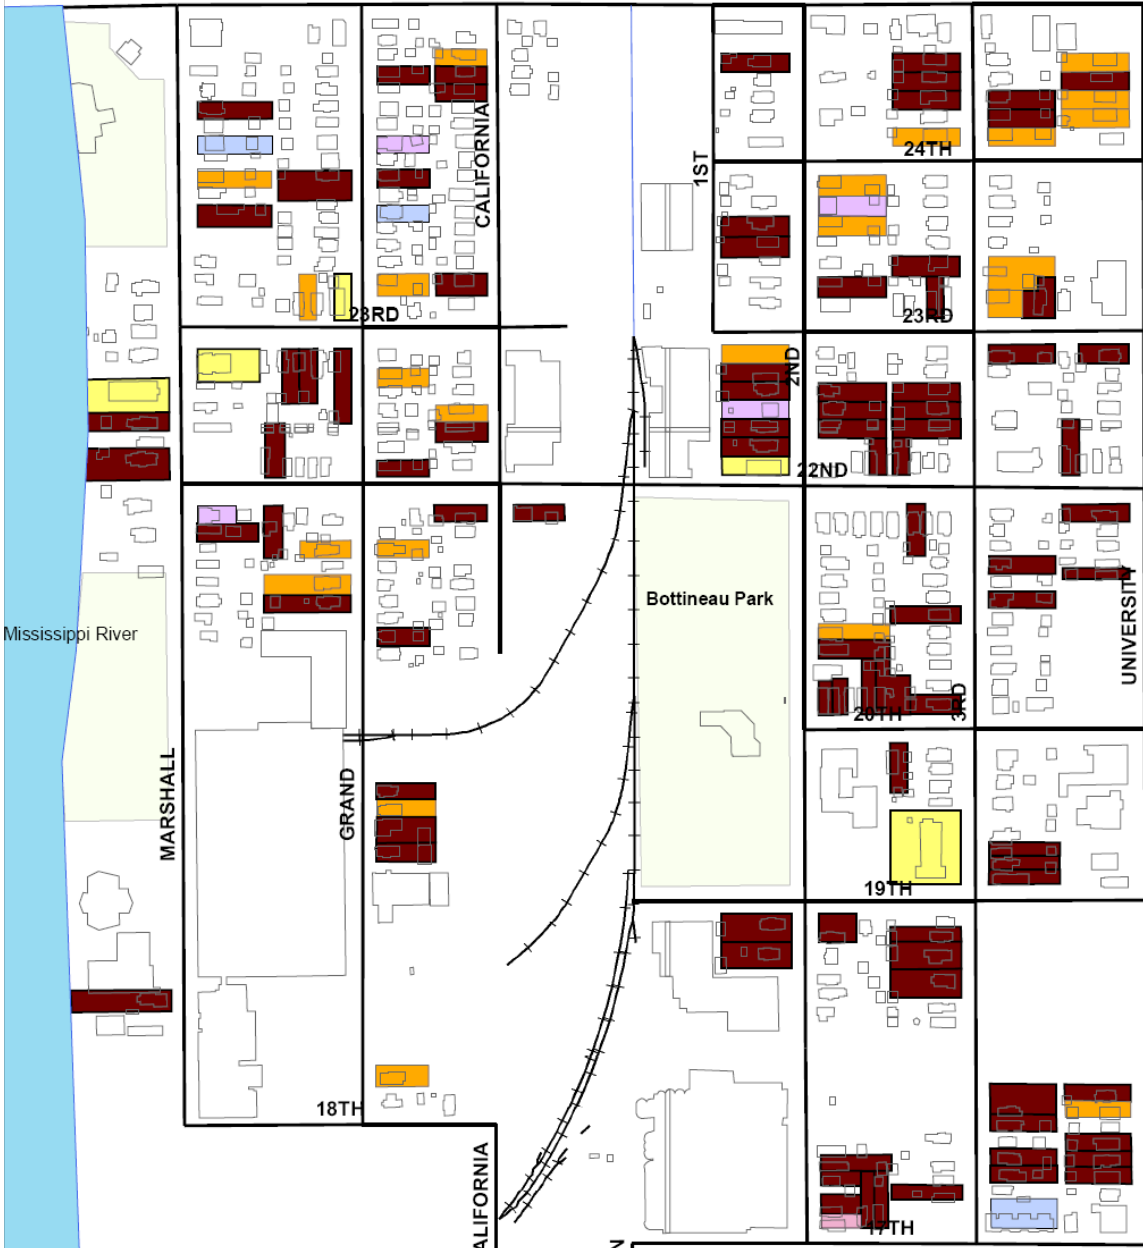 CALIFORNIA
1ST
24TH
23RD
23RD
2ND
22ND
Bottineau Park
UNIVERSITY
Mississippi River
3RD
20TH
MARSHALL
GRAND
19TH
18TH
ALIFORNIA
17TH
N